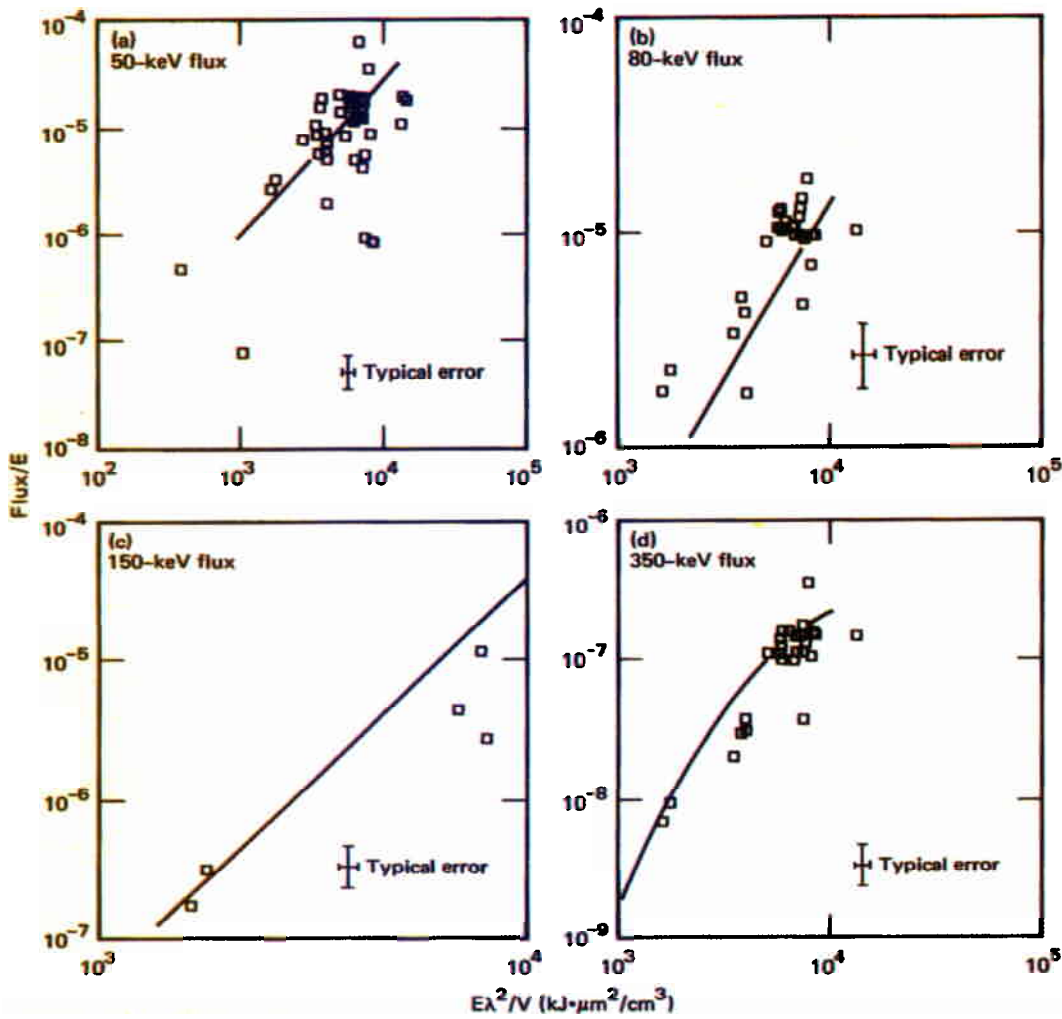 10⁻⁴
10⁻⁵
10⁻⁶
10⁻⁷
10⁻⁸
(a)
50-keV flux
Typical error
10² 10³ 10⁴ 10⁵
10⁻⁴
10⁻⁵
10⁻⁶
(b)
80-keV flux
Typical error
10³ 10⁴ 10⁵
Flux/E
10⁻⁴
10⁻⁵
10⁻⁶
10⁻⁷
(c)
150-keV flux
Typical error
10³ 10⁴
10⁻⁶
10⁻⁷
10⁻⁸
10⁻⁹
(d)
350-keV flux
Typical error
10³ 10⁴ 10⁵
Eλ²/V (kJ•μm²/cm³)